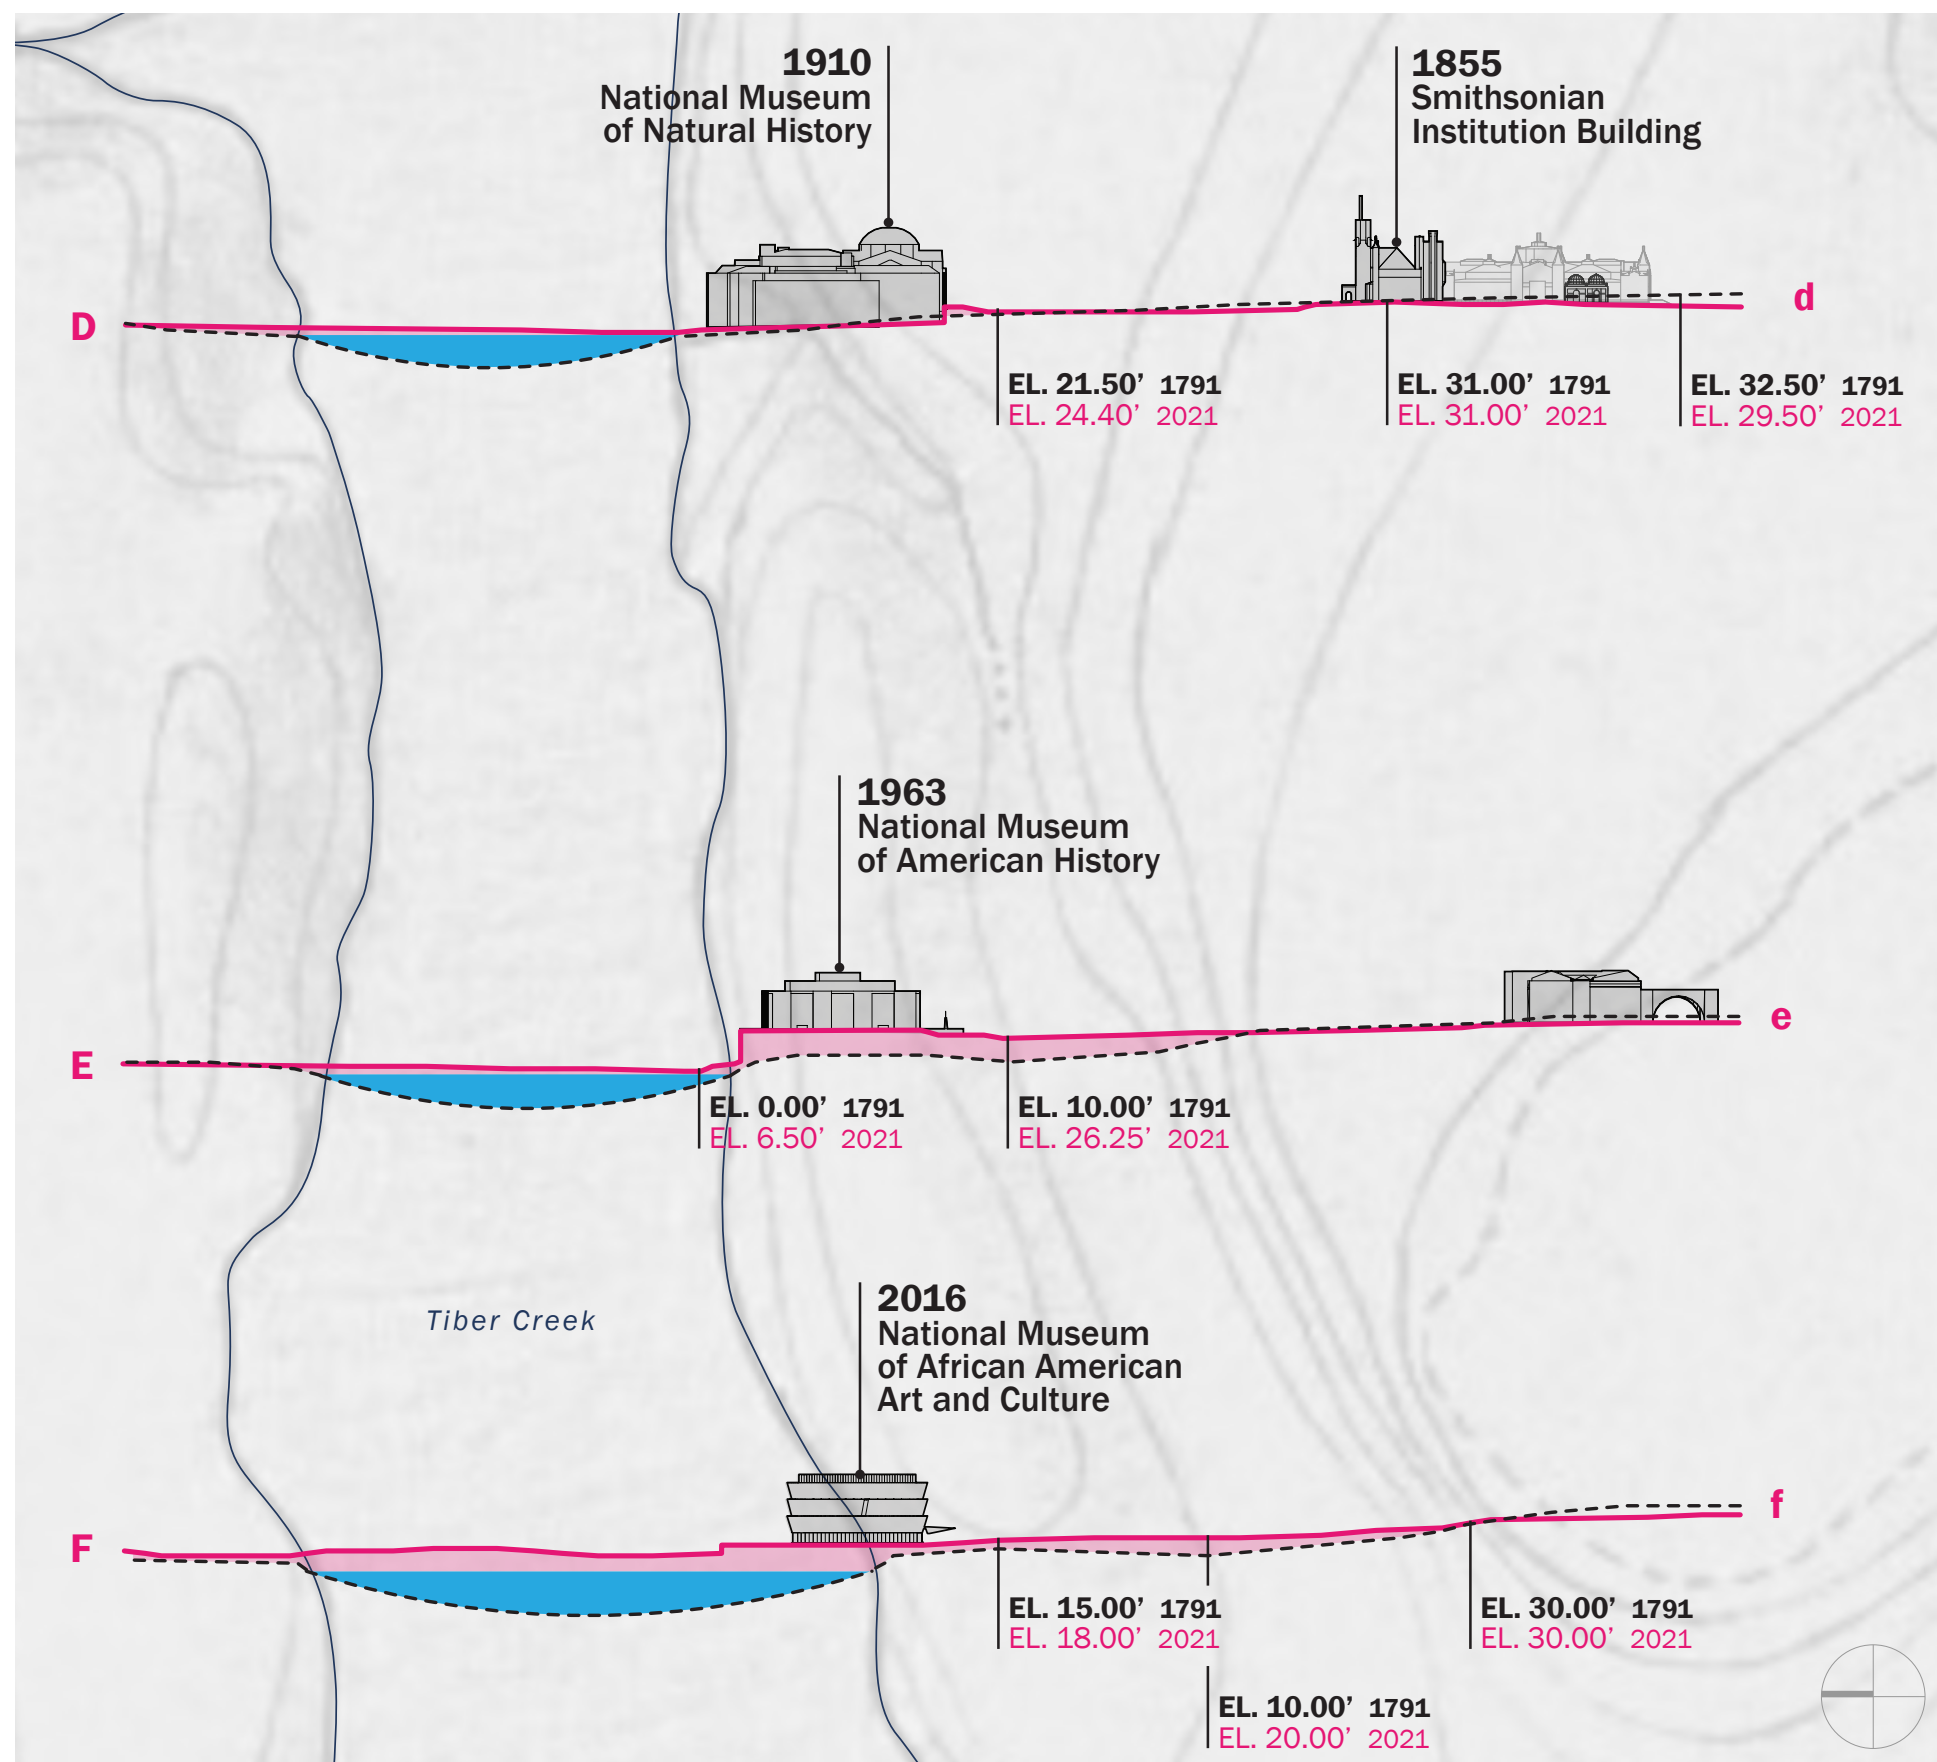 1910
National Museum
of Natural History
1855
Smithsonian
Institution Building
D
d
EL. 21.50’ 1791
EL. 24.40’ 2021
EL. 31.00’ 1791
EL. 31.00’ 2021
EL. 32.50’ 1791
EL. 29.50’ 2021
1963
National Museum
of American History
E
e
EL. 0.00’ 1791
EL. 6.50’ 2021
EL. 10.00’ 1791
EL. 26.25’ 2021
Tiber Creek
2016
National Museum
of African American
Art and Culture
F
f
EL. 15.00’ 1791
EL. 18.00’ 2021
EL. 30.00’ 1791
EL. 30.00’ 2021
EL. 10.00’ 1791
EL. 20.00’ 2021